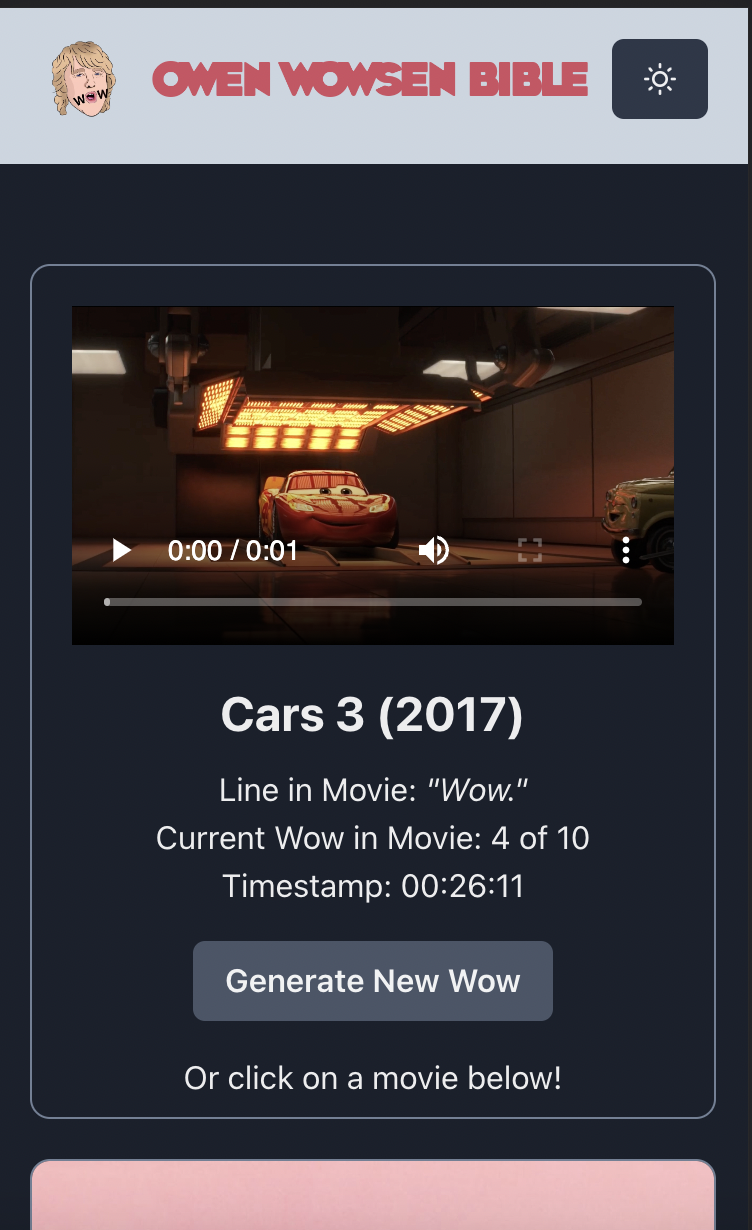 WOW
OWEN WOWSEN BIBLE
0:00 / 0:01
Cars 3 (2017)
Line in Movie: "Wow."
Current Wow in Movie: 4 of 10
Timestamp: 00:26:11
Generate New Wow
Or click on a movie below!